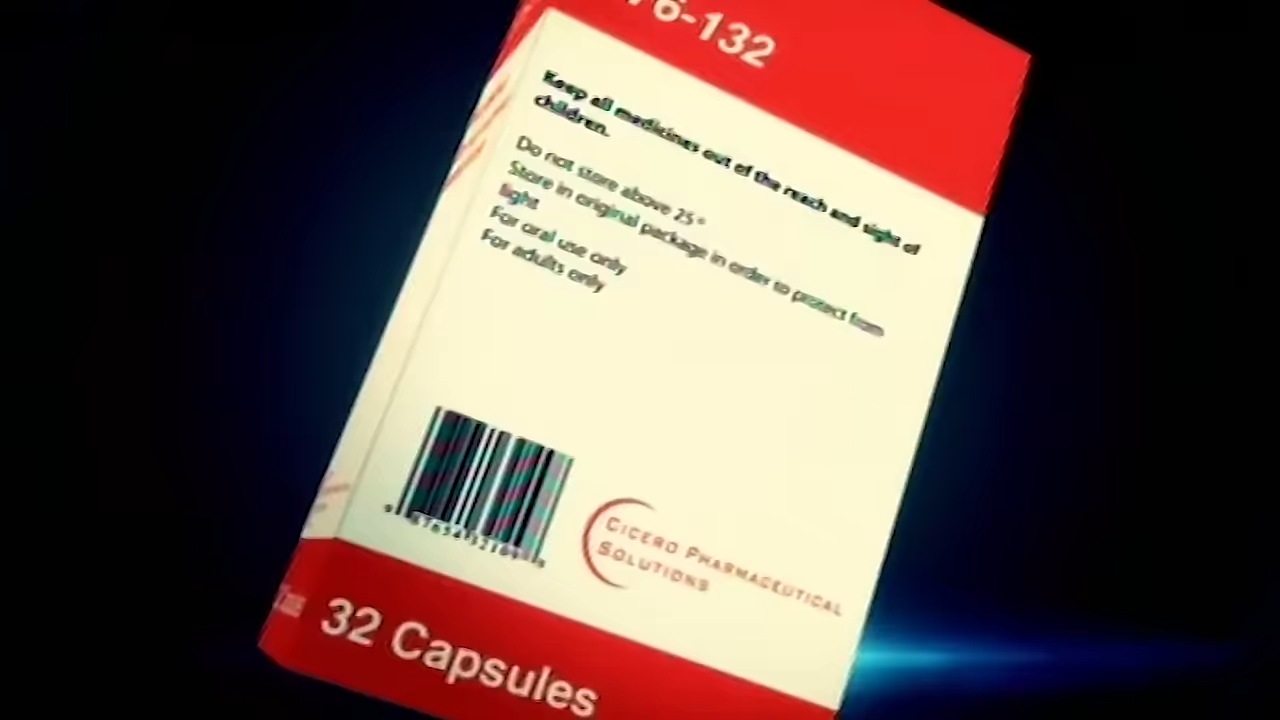 76-132
Keep all medicines out of the reach and sight of
children.
Do not store above 25°
Store in original package in order to protect from
light
For oral use only
For adults only
CICERO PHARMACEUTICAL
SOLUTIONS
32 Capsules